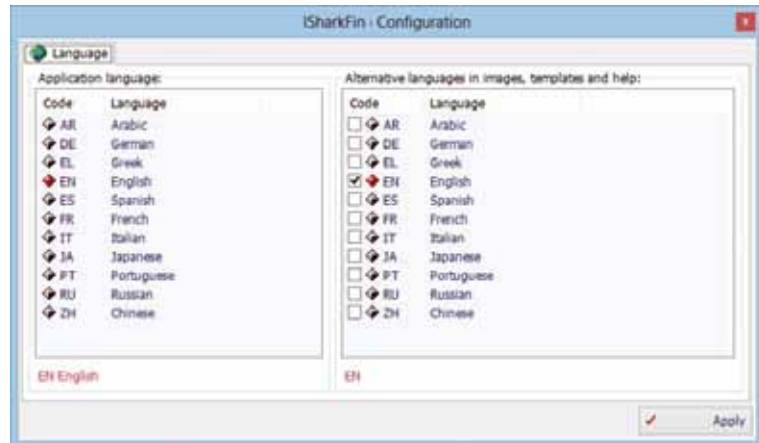 iSharkFin - Configuration
Language
Application language:
Code Language
AR Arabic
DE German
EL Greek
EN English
ES Spanish
FR French
IT Italian
JA Japanese
PT Portuguese
RU Russian
ZH Chinese
EN English
Alternative languages in images, templates and help:
Code Language
AR Arabic
DE German
EL Greek
EN English
ES Spanish
FR French
IT Italian
JA Japanese
PT Portuguese
RU Russian
ZH Chinese
EN
Apply